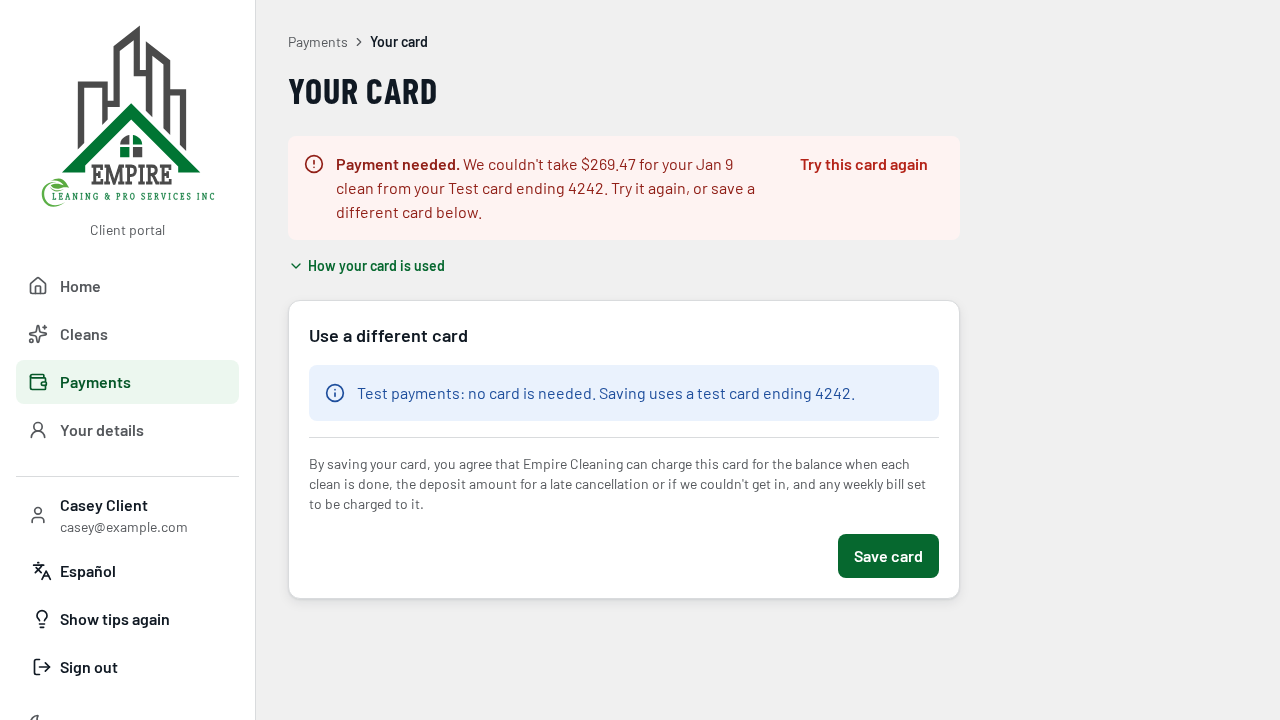 EMPIRE
LEANING & PRO SERVICES INC
Client portal
Home
Cleans
Payments
Your details
Casey Client
casey@example.com
Español
Show tips again
Sign out
Payments > Your card
YOUR CARD
Payment needed. We couldn't take $269.47 for your Jan 9
clean from your Test card ending 4242. Try it again, or save a
different card below.
Try this card again
How your card is used
Use a different card
Test payments: no card is needed. Saving uses a test card ending 4242.
By saving your card, you agree that Empire Cleaning can charge this card for the balance when each
clean is done, the deposit amount for a late cancellation or if we couldn't get in, and any weekly bill set
to be charged to it.
Save card